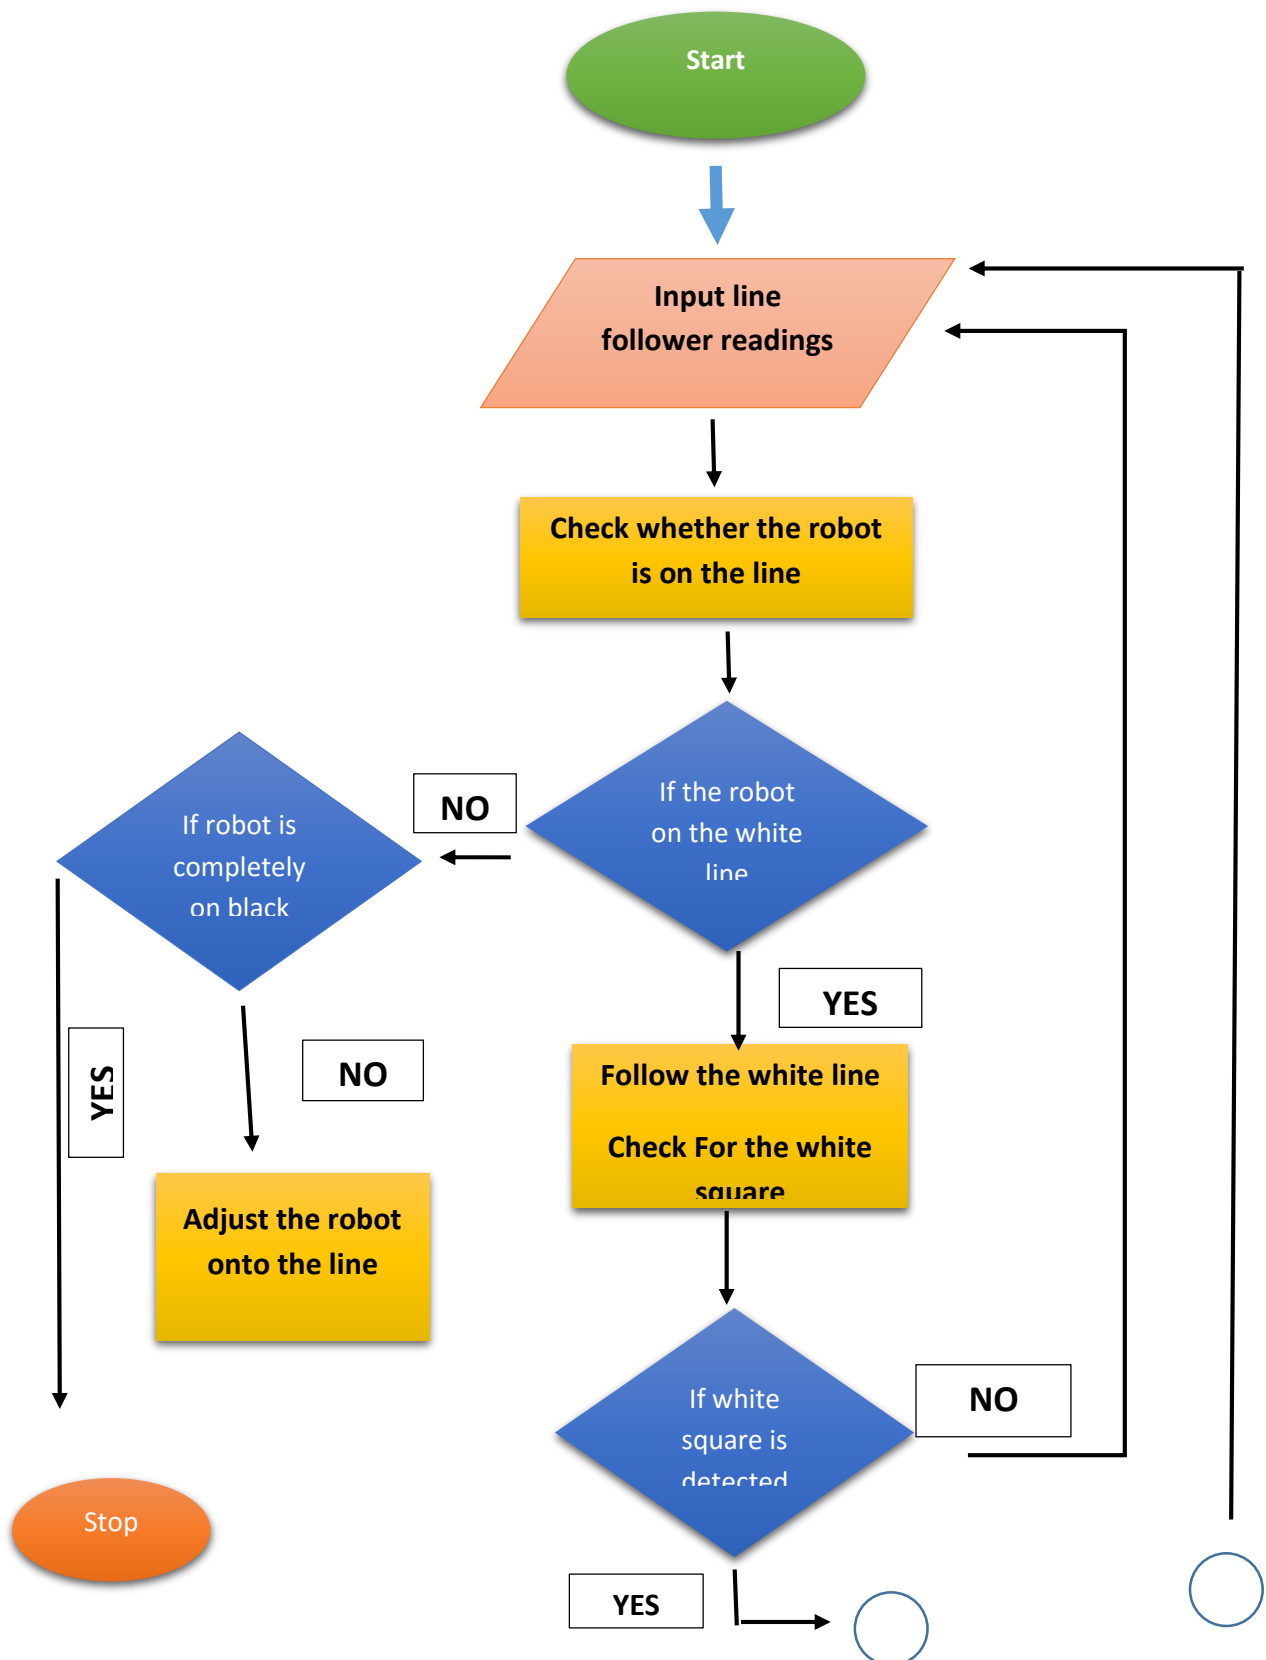 Start
Input line
follower readings
Check whether the robot
is on the line
If the robot
on the white
line
NO
If robot is
completely
on black
YES
YES
NO
Follow the white line
Check For the white
square
Adjust the robot
onto the line
If white
square is
detected
NO
Stop
YES